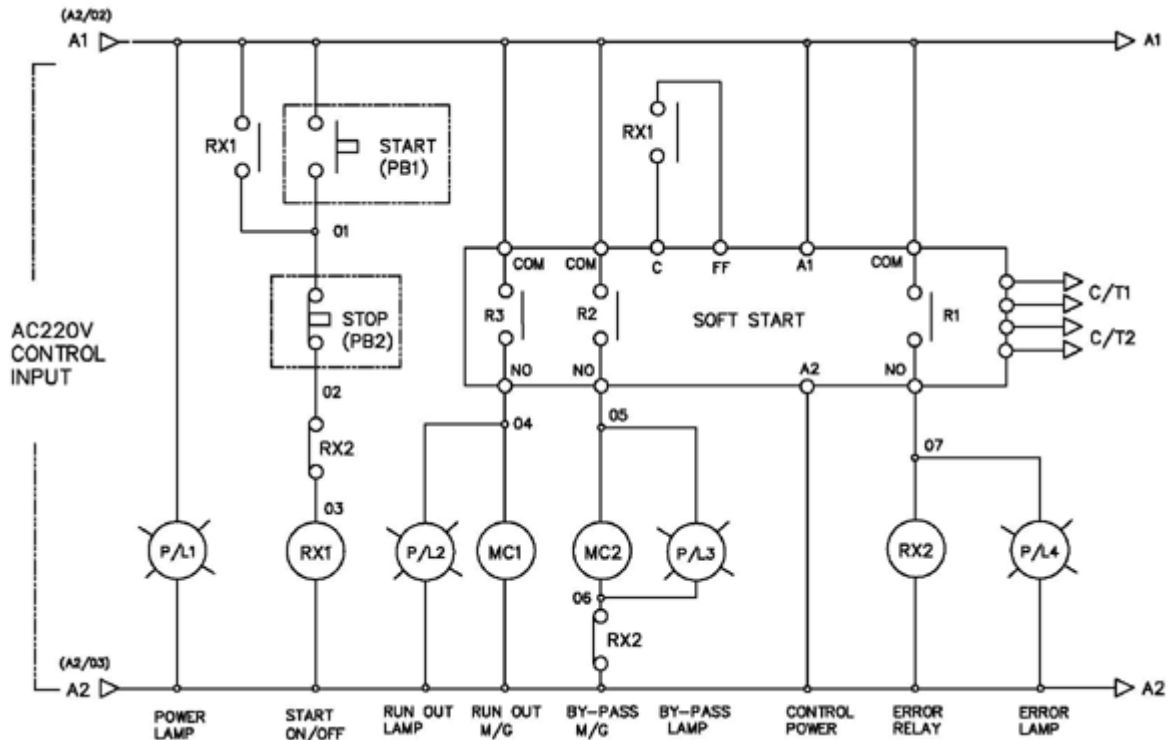 (A2/02)
A1
A1
RX1
START
(PB1)
RX1
01
COM
COM
C
FF
A1
COM
AC220V
CONTROL
INPUT
STOP
(PB2)
R3
R2
SOFT START
R1
C/T1
C/T2
NO
NO
A2
NO
02
04
05
RX2
07
03
P/L1
RX1
P/L2
MC1
MC2
P/L3
RX2
P/L4
06
RX2
(A2/03)
A2
A2
POWER
LAMP
START
ON/OFF
RUN OUT
LAMP
RUN OUT
M/G
BY-PASS
M/G
BY-PASS
LAMP
CONTROL
POWER
ERROR
RELAY
ERROR
LAMP